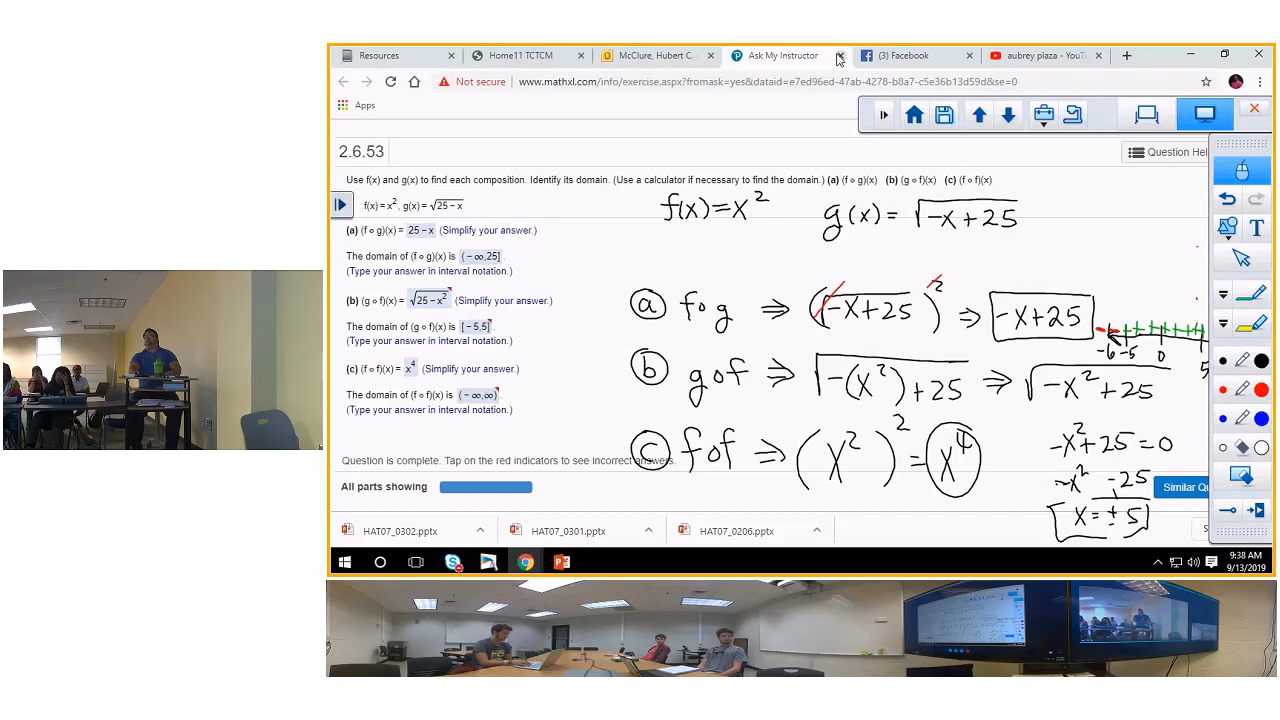 Resources
Home11 TCTCM
McClure, Hubert C. -
Ask My Instructor
(3) Facebook
aubrey plaza - YouTu
Not secure www.mathxl.com/info/exercise.aspx?fromask=yes&dataid=e7ed96ed-47ab-4278-b8a7-c5e36b13d59d&se=0
Apps
2.6.53
Question Hel
Use f(x) and g(x) to find each composition. Identify its domain. (Use a calculator if necessary to find the domain.) (a) (f∘g)(x) (b) (g∘f)(x) (c) (f∘f)(x)
f(x)=x², g(x)=√25-x
(a) (f∘g)(x) = 25-x (Simplify your answer.)
The domain of (f∘g)(x) is (-∞,25].
(Type your answer in interval notation.)
(b) (g∘f)(x) = √25-x² (Simplify your answer.)
The domain of (g∘f)(x) is [-5,5].
(Type your answer in interval notation.)
(c) (f∘f)(x) = x⁴ (Simplify your answer.)
The domain of (f∘f)(x) is (-∞,∞).
(Type your answer in interval notation.)
Question is complete. Tap on the red indicators to see incorrect answers.
All parts showing
Similar Qu
f(x)=x² g(x)=√-x+25
a f∘g ⇒ (√-x+25)² ⇒ -x+25
-6 -5 0 5
b g∘f ⇒ √-(x²)+25 ⇒ √-x²+25
c f∘f ⇒ (x²)² = x⁴
-x²+25=0
-x² -25
x=±5
HAT07_0302.pptx
HAT07_0301.pptx
HAT07_0206.pptx
9:38 AM
9/13/2019